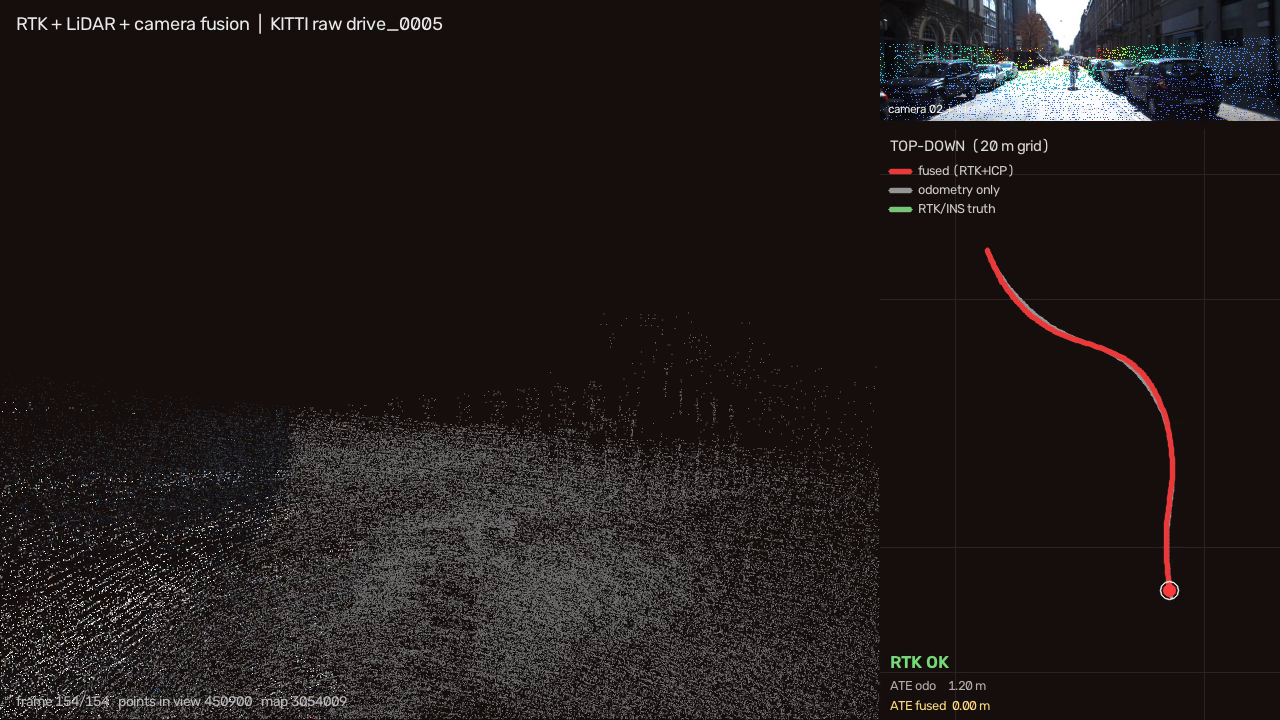 RTK + LiDAR + camera fusion | KITTI raw drive_0005
camera 02
TOP-DOWN (20 m grid)
fused (RTK+ICP)
odometry only
RTK/INS truth
RTK OK
ATE odo 1.20 m
ATE fused 0.00 m
frame 154/154 points in view 450900 map 3054009